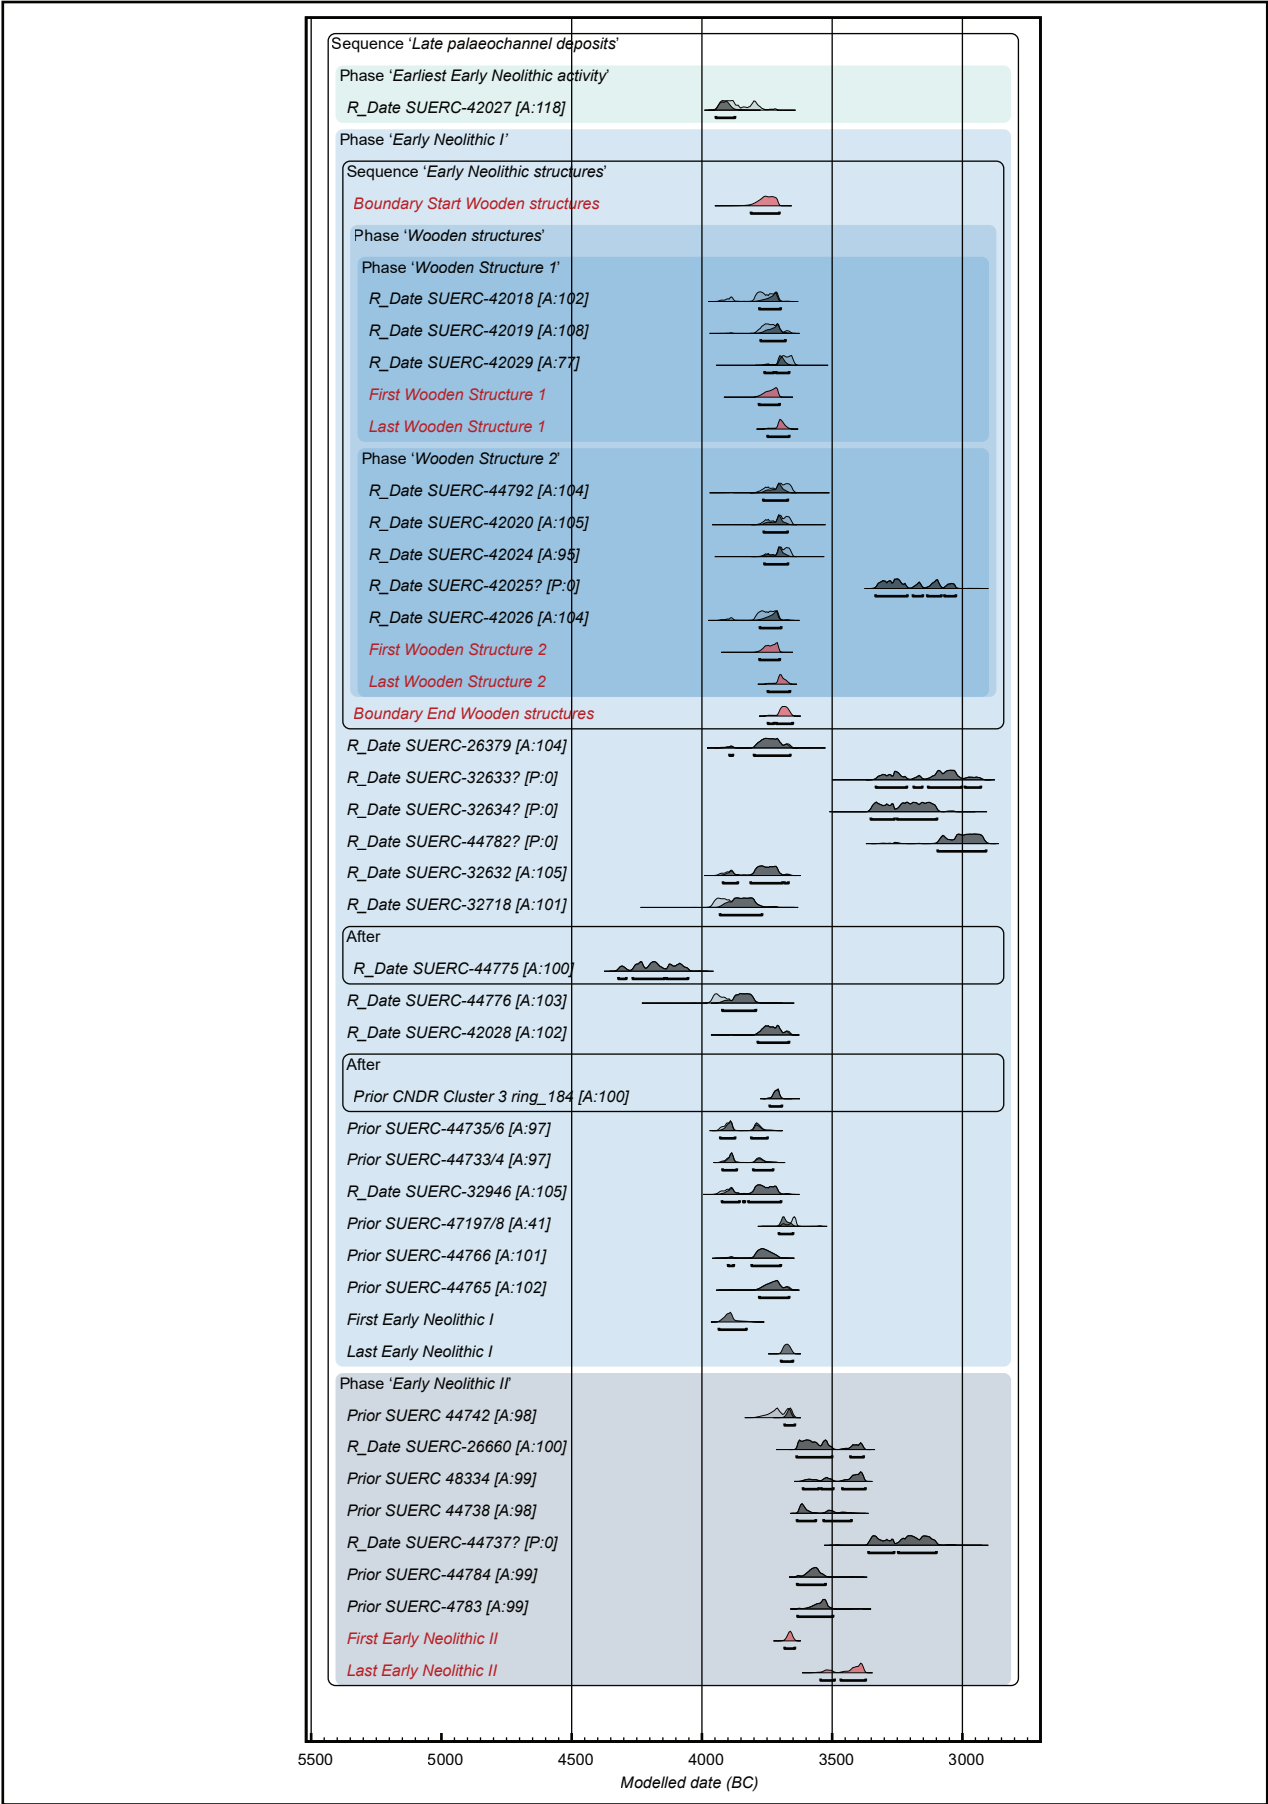 Sequence ‘Late palaeochannel deposits’
Phase ‘Earliest Early Neolithic activity’
R_Date SUERC-42027 [A:118]
Phase ‘Early Neolithic I’
Sequence ‘Early Neolithic structures’
Boundary Start Wooden structures
Phase ‘Wooden structures’
Phase ‘Wooden Structure 1’
R_Date SUERC-42018 [A:102]
R_Date SUERC-42019 [A:108]
R_Date SUERC-42029 [A:77]
First Wooden Structure 1
Last Wooden Structure 1
Phase ‘Wooden Structure 2’
R_Date SUERC-44792 [A:104]
R_Date SUERC-42020 [A:105]
R_Date SUERC-42024 [A:95]
R_Date SUERC-42025? [P:0]
R_Date SUERC-42026 [A:104]
First Wooden Structure 2
Last Wooden Structure 2
Boundary End Wooden structures
R_Date SUERC-26379 [A:104]
R_Date SUERC-32633? [P:0]
R_Date SUERC-32634? [P:0]
R_Date SUERC-44782? [P:0]
R_Date SUERC-32632 [A:105]
R_Date SUERC-32718 [A:101]
After
R_Date SUERC-44775 [A:100]
R_Date SUERC-44776 [A:103]
R_Date SUERC-42028 [A:102]
After
Prior CNDR Cluster 3 ring_184 [A:100]
Prior SUERC-44735/6 [A:97]
Prior SUERC-44733/4 [A:97]
R_Date SUERC-32946 [A:105]
Prior SUERC-47197/8 [A:41]
Prior SUERC-44766 [A:101]
Prior SUERC-44765 [A:102]
First Early Neolithic I
Last Early Neolithic I
Phase ‘Early Neolithic II’
Prior SUERC 44742 [A:98]
R_Date SUERC-26660 [A:100]
Prior SUERC 48334 [A:99]
Prior SUERC 44738 [A:98]
R_Date SUERC-44737? [P:0]
Prior SUERC-44784 [A:99]
Prior SUERC-4783 [A:99]
First Early Neolithic II
Last Early Neolithic II
5500 5000 4500 4000 3500 3000
Modelled date (BC)